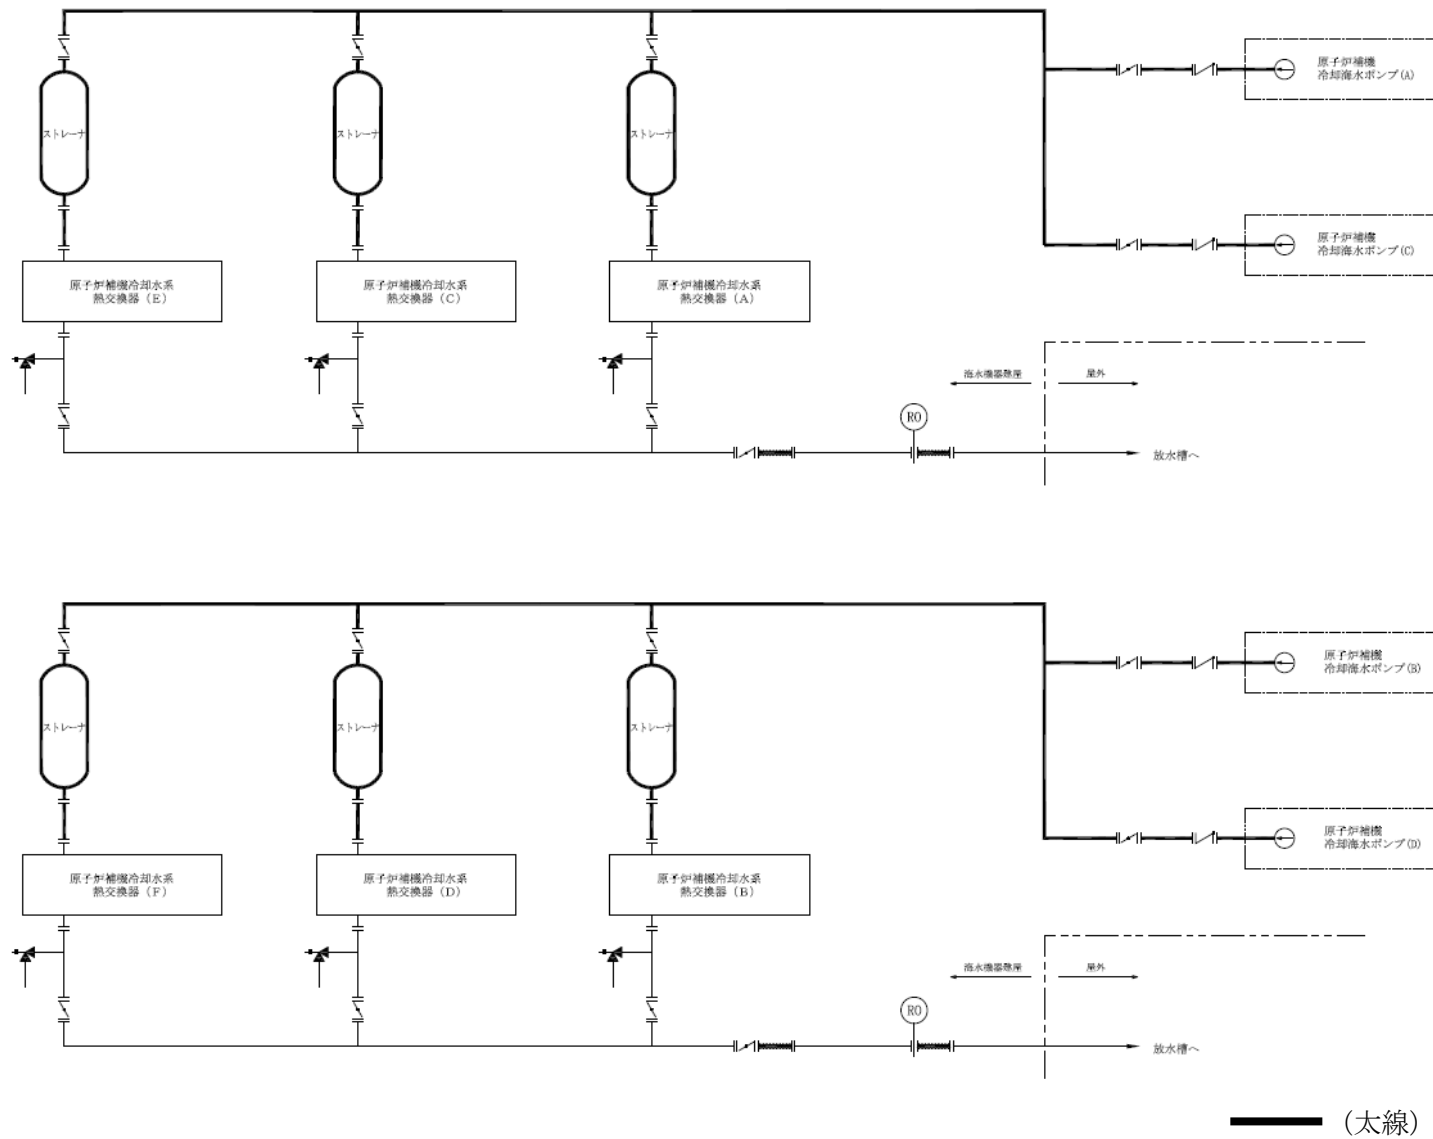 原子炉補機
冷却海水ポンプ(A)
ストレーナ
ストレーナ
ストレーナ
原子炉補機
冷却海水ポンプ(C)
原子炉補機冷却水系
熱交換器(E)
原子炉補機冷却水系
熱交換器(C)
原子炉補機冷却水系
熱交換器(A)
海水機器建屋
屋外
RO
放水槽へ
原子炉補機
冷却海水ポンプ(B)
ストレーナ
ストレーナ
ストレーナ
原子炉補機
冷却海水ポンプ(D)
原子炉補機冷却水系
熱交換器(F)
原子炉補機冷却水系
熱交換器(D)
原子炉補機冷却水系
熱交換器(B)
海水機器建屋
屋外
RO
放水槽へ
(太線)